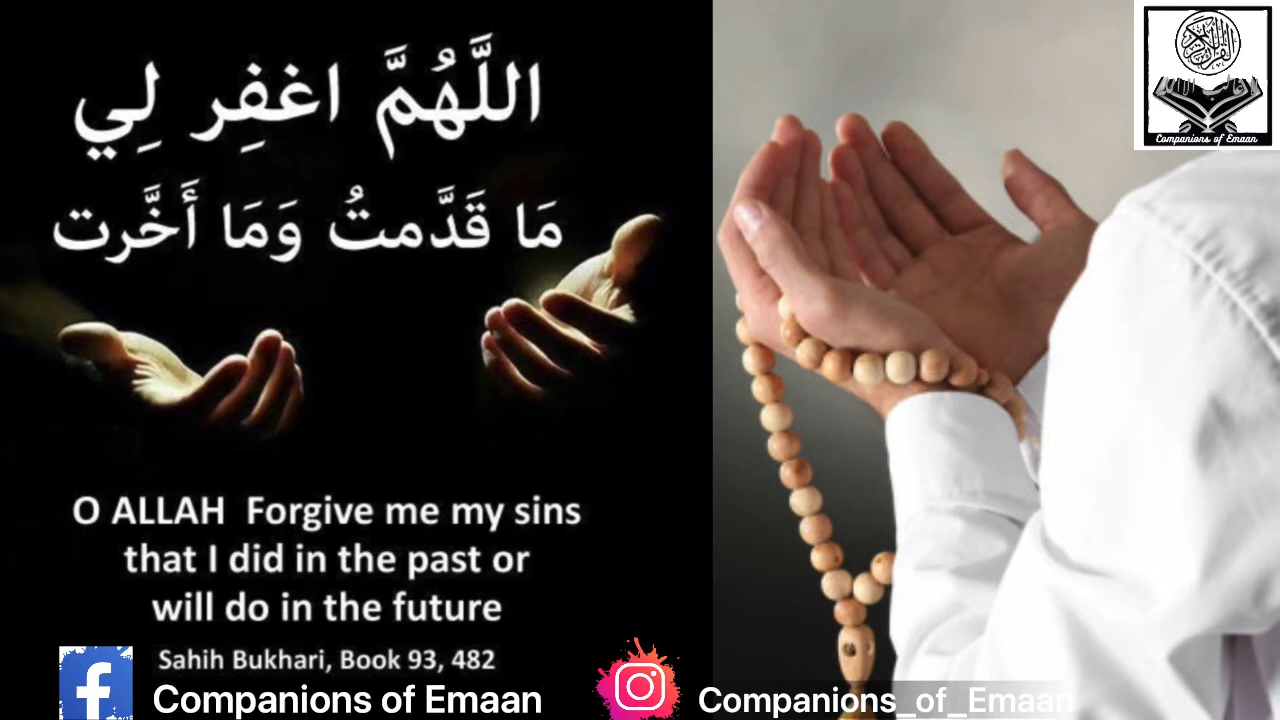 اللَّهُمَّ اغفِر لِي
مَا قَدَّمتُ وَمَا أَخَّرت
O ALLAH Forgive me my sins
that I did in the past or
will do in the future
Sahih Bukhari, Book 93, 482
Companions of Emaan
Companions_of_Emaan
Companions of Emaan